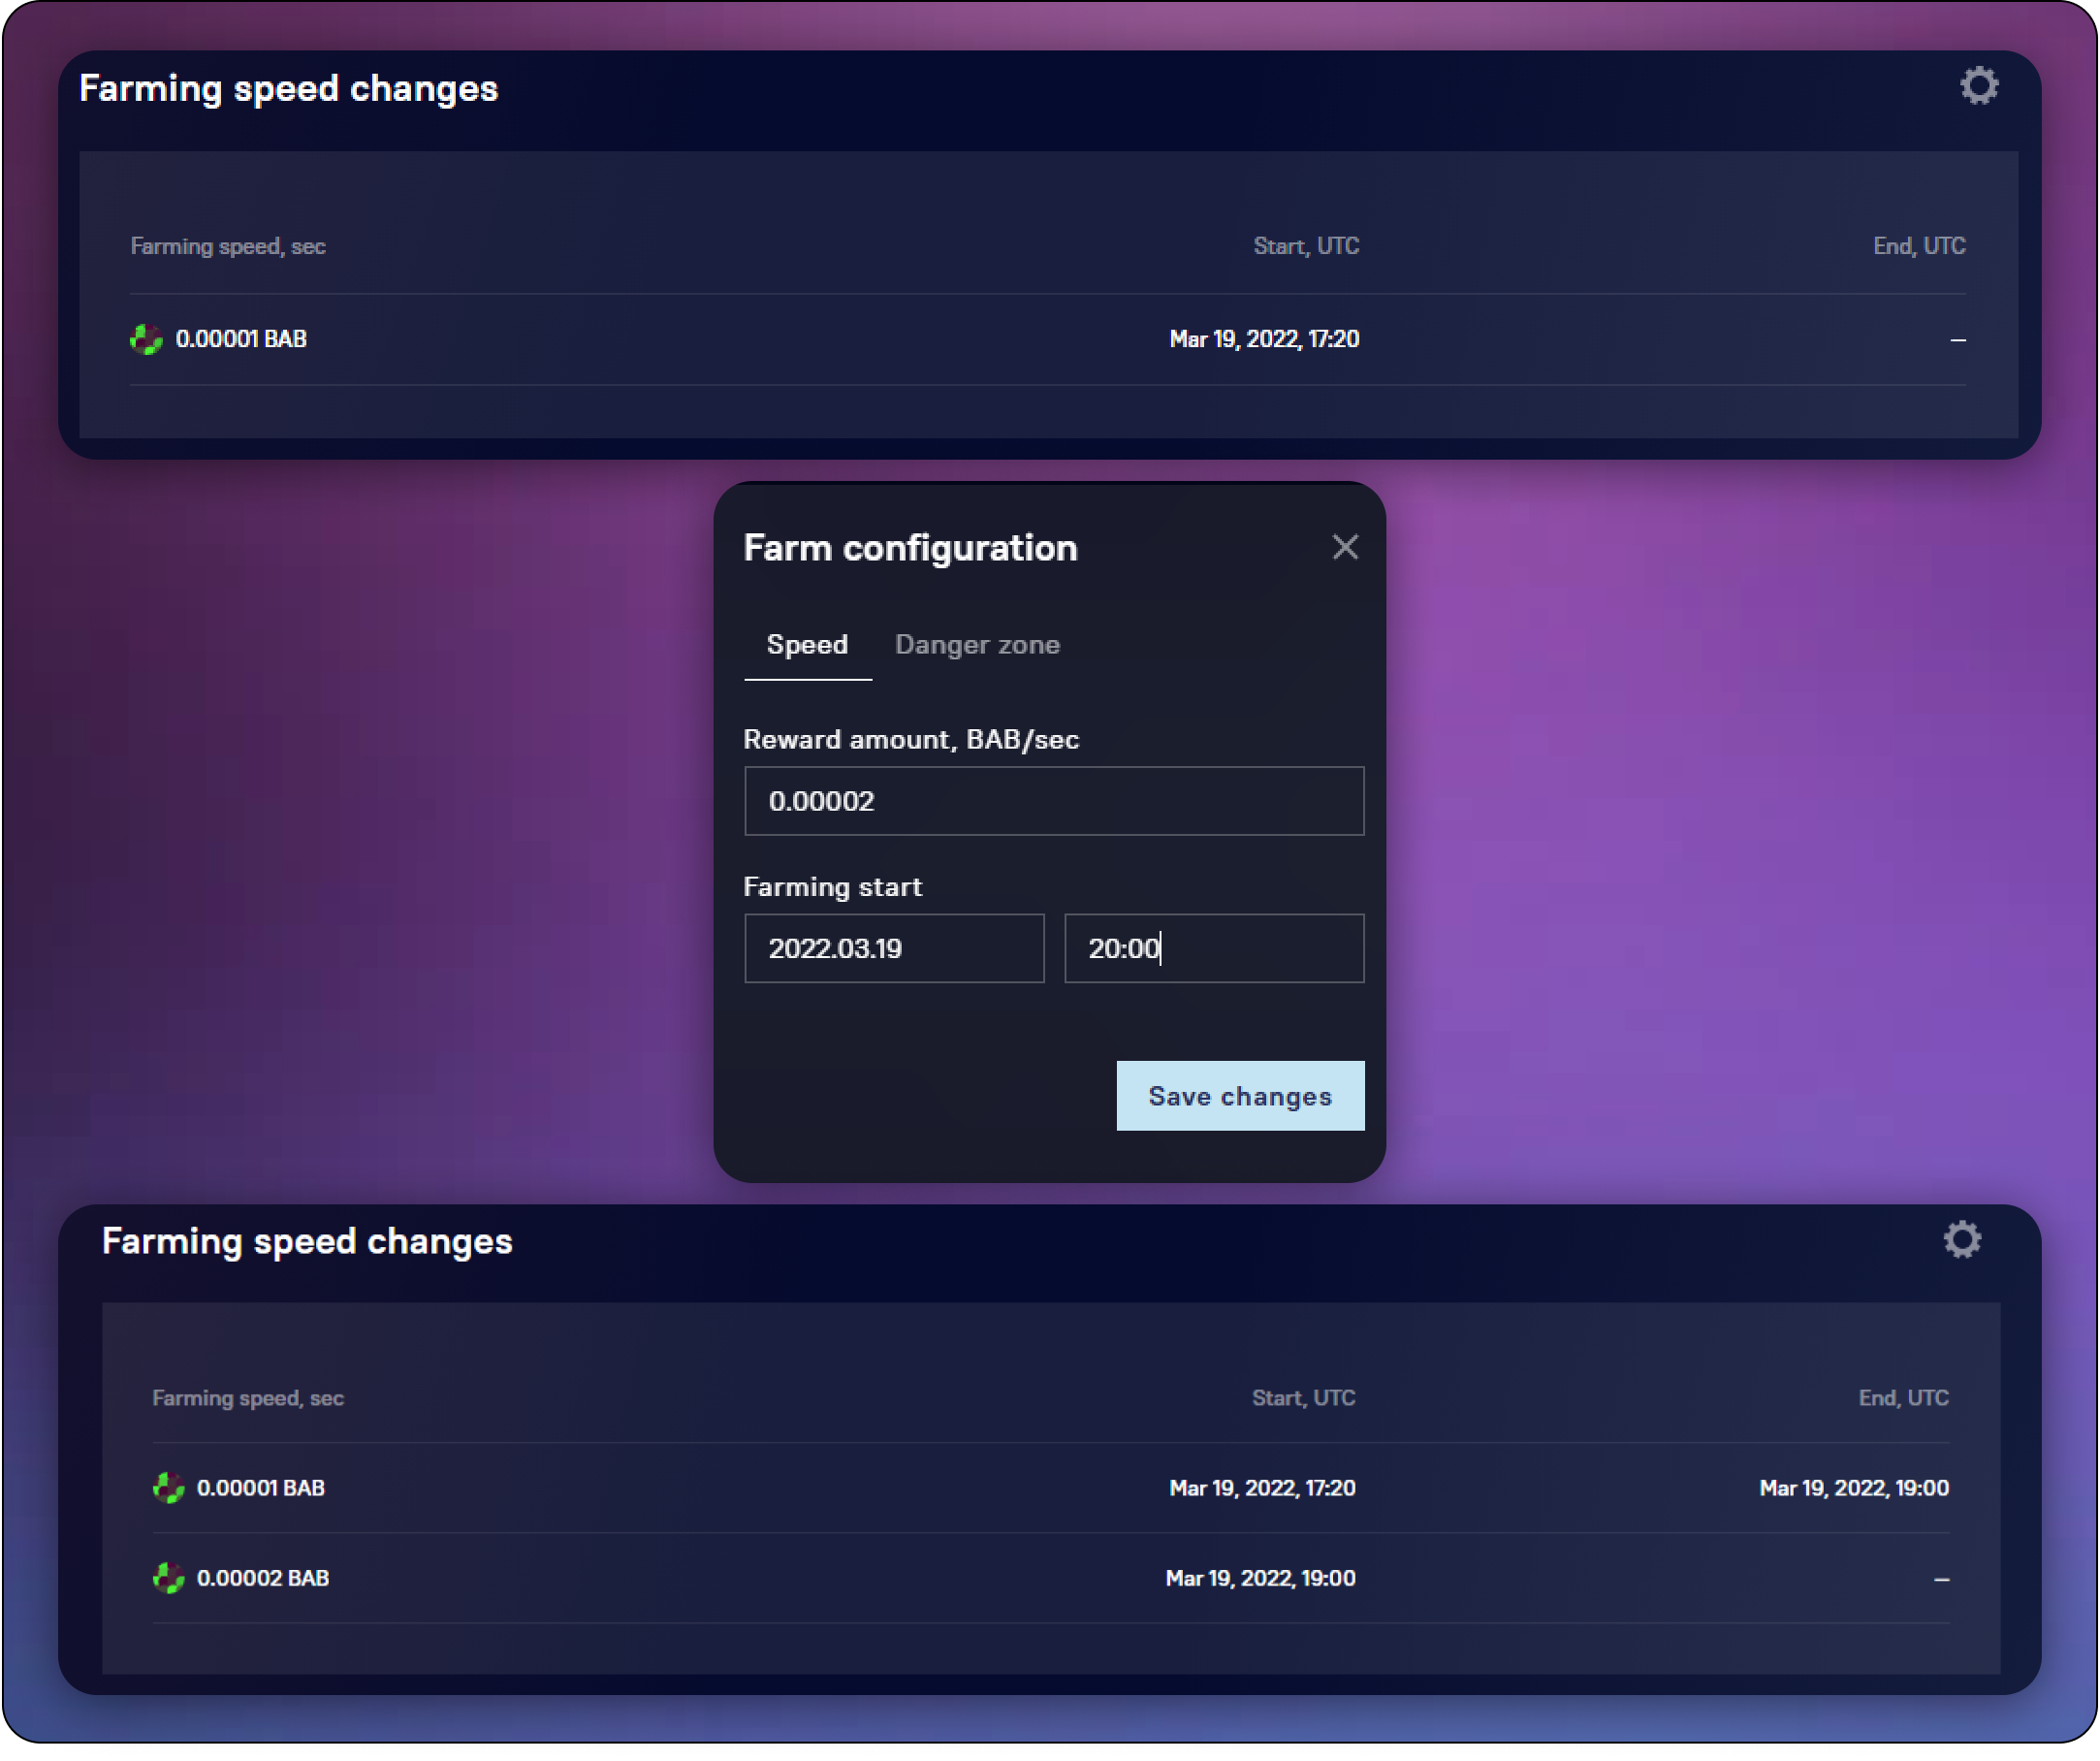 Farming speed changes
Farming speed, sec Start, UTC End, UTC
0.00001 BAB Mar 19, 2022, 17:20 –
Farm configuration
Speed Danger zone
Reward amount, BAB/sec
0.00002
Farming start
2022.03.19 20:00
Save changes
Farming speed changes
Farming speed, sec Start, UTC End, UTC
0.00001 BAB Mar 19, 2022, 17:20 Mar 19, 2022, 19:00
0.00002 BAB Mar 19, 2022, 19:00 –